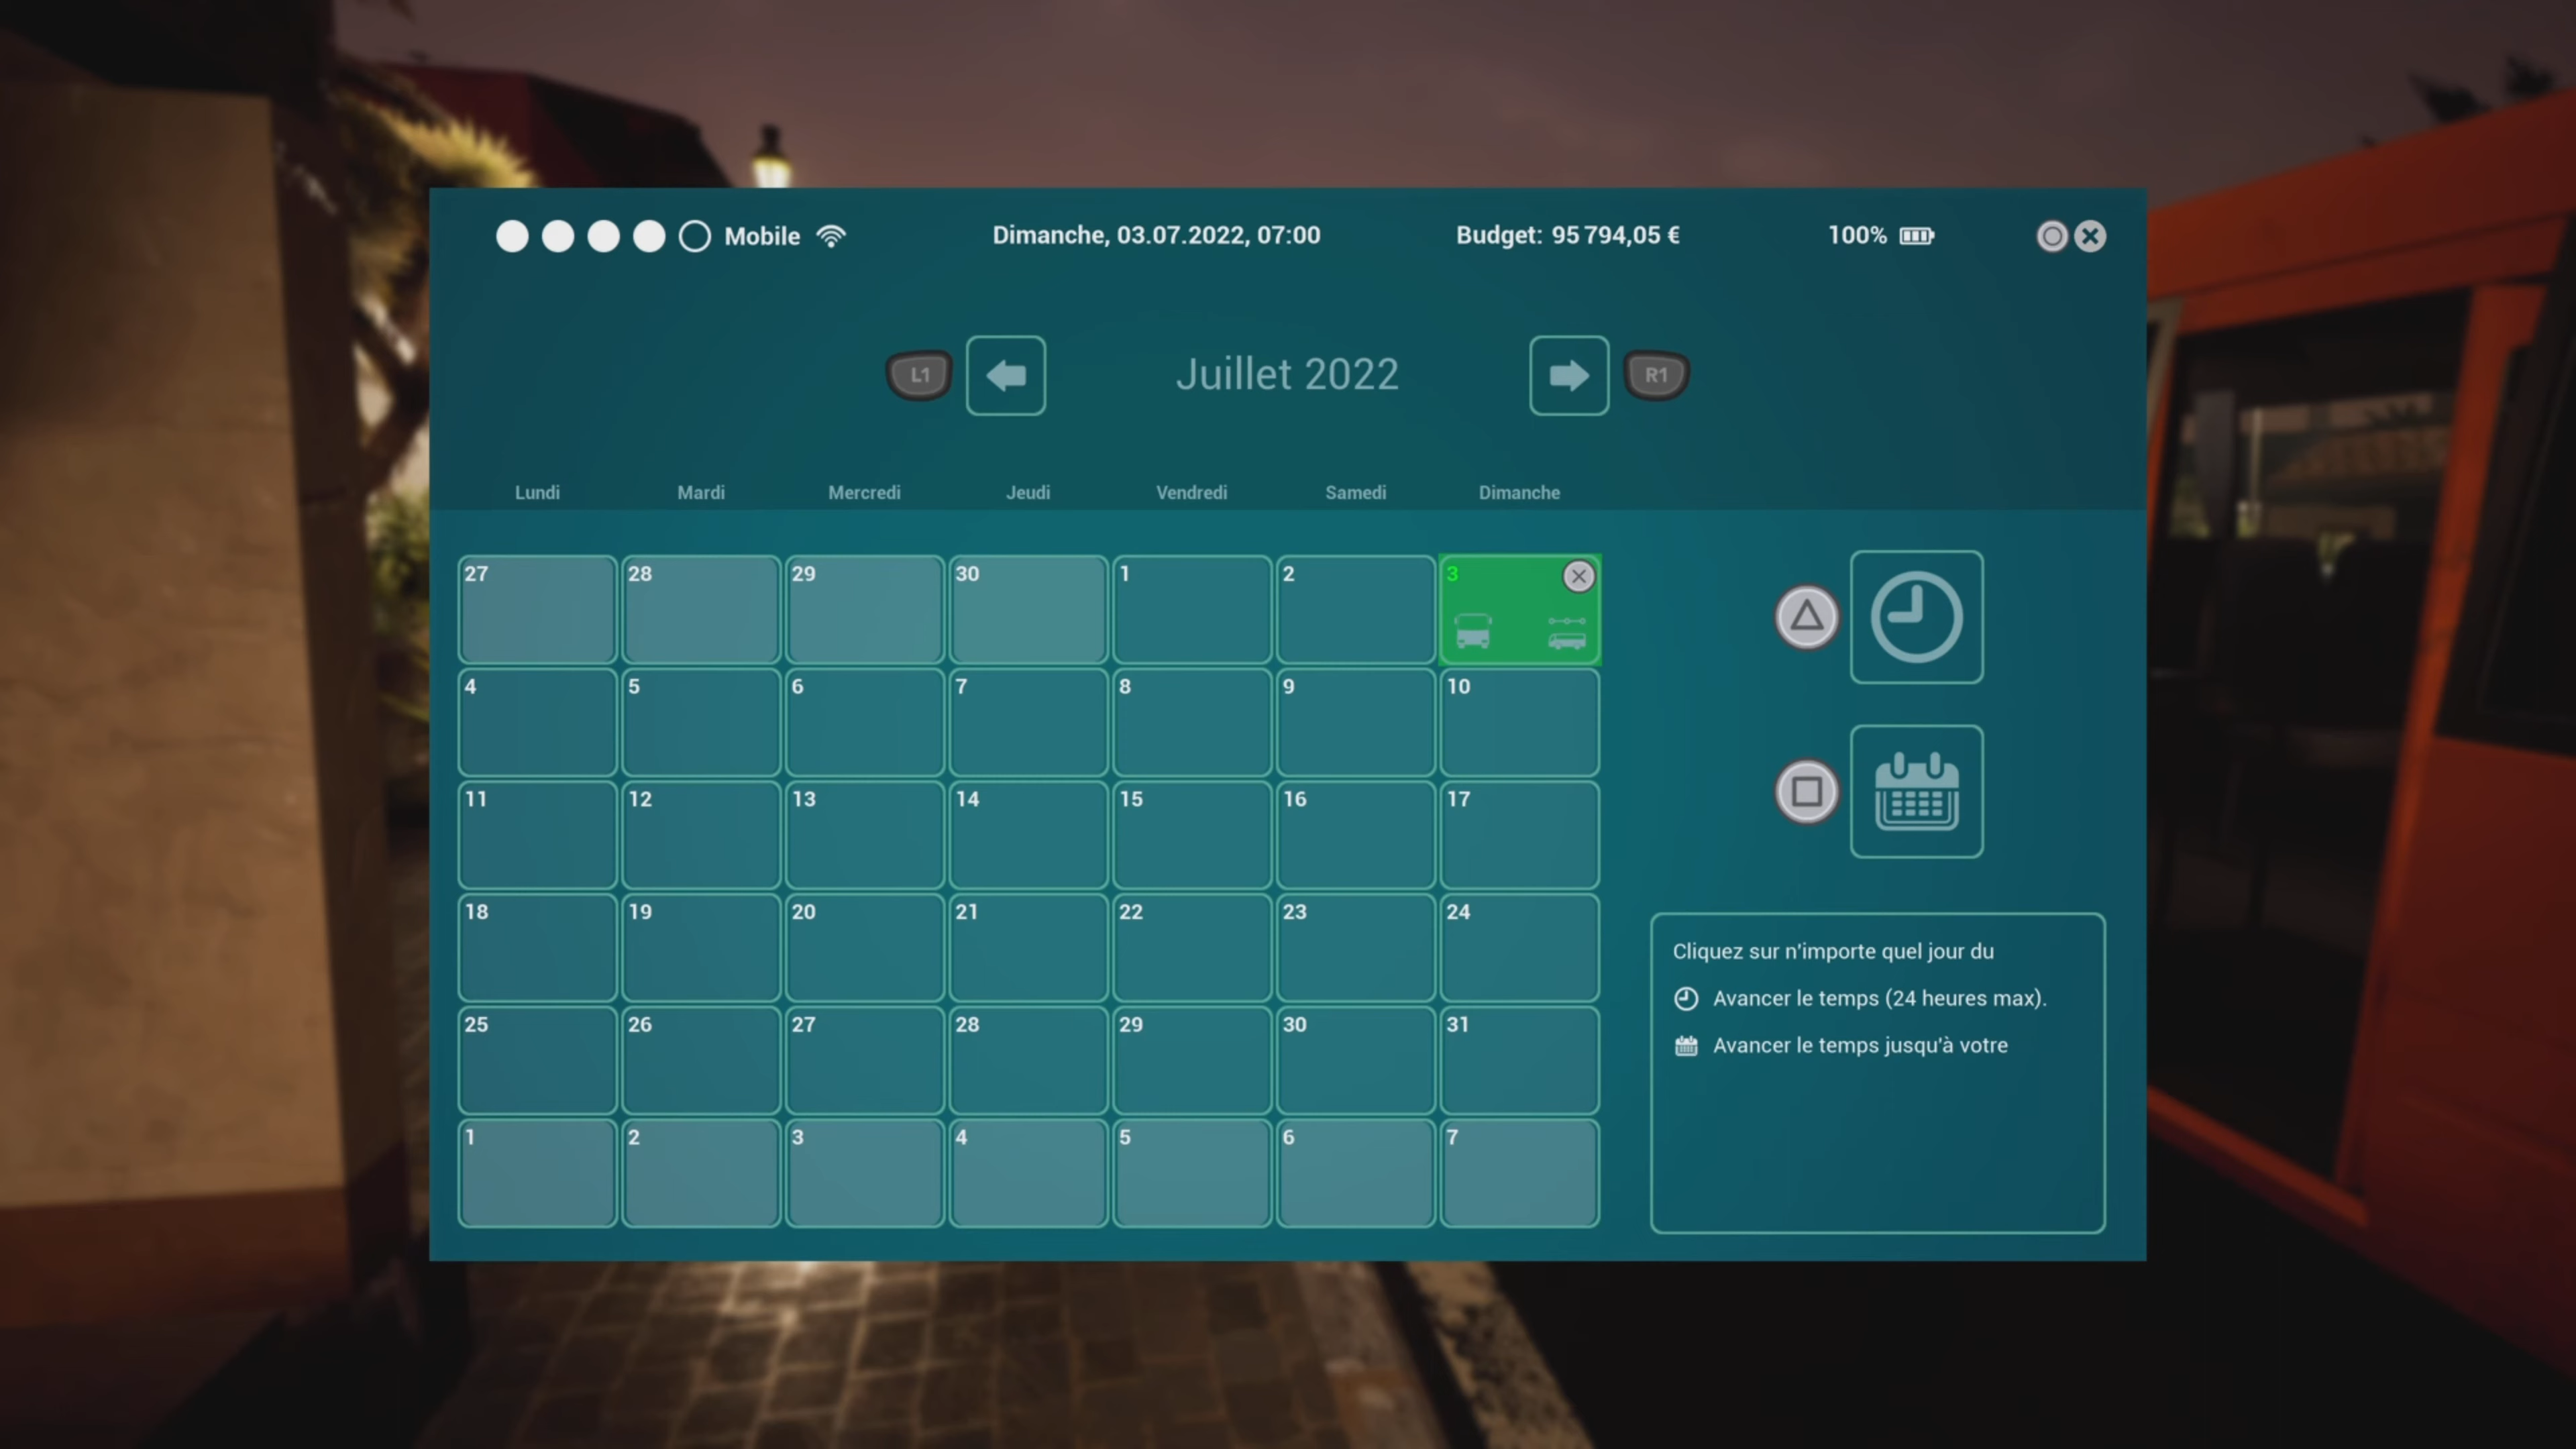 Mobile Dimanche, 03.07.2022, 07:00 Budget: 95 794,05 € 100%
L1 Juillet 2022 R1
Lundi Mardi Mercredi Jeudi Vendredi Samedi Dimanche
27 28 29 30 1 2 3
4 5 6 7 8 9 10
11 12 13 14 15 16 17
18 19 20 21 22 23 24
25 26 27 28 29 30 31
1 2 3 4 5 6 7
Cliquez sur n'importe quel jour du
Avancer le temps (24 heures max).
Avancer le temps jusqu'à votre